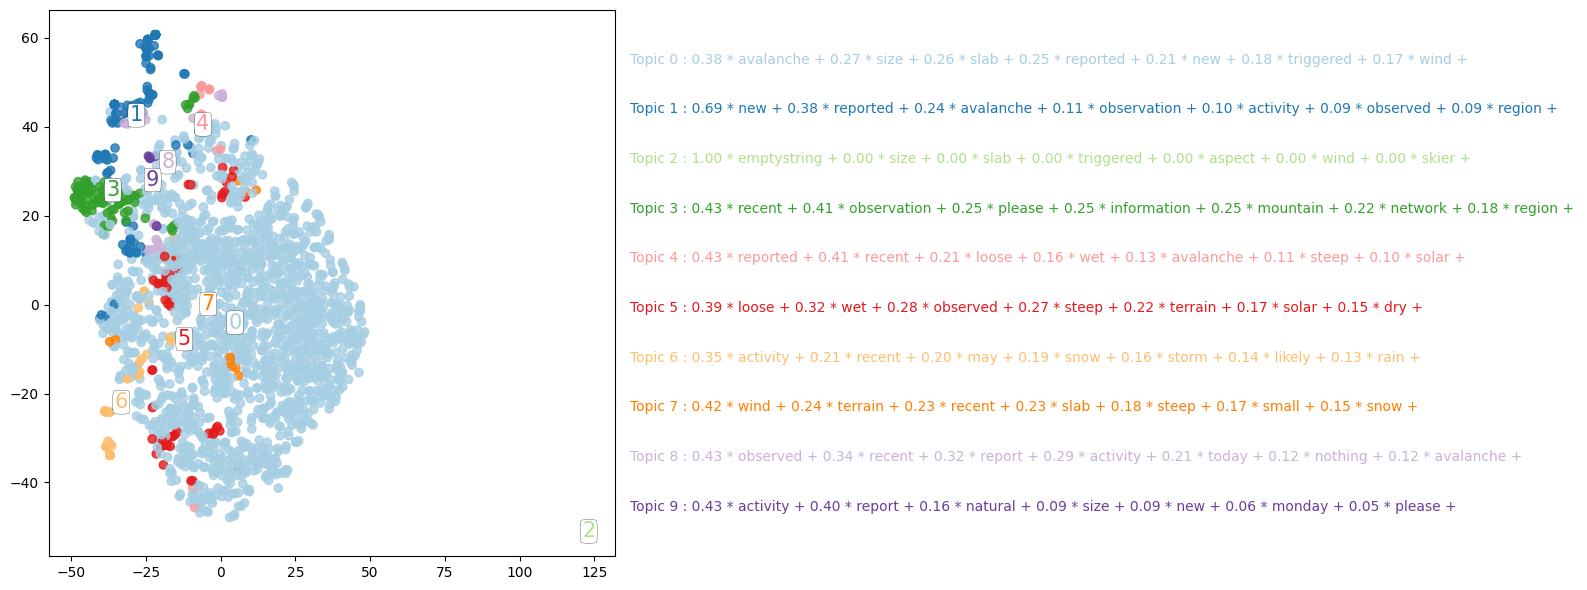 60
40
20
0
−20
−40
−50
−25
0
25
50
75
100
125
1
4
8
9
3
7
0
5
6
2
Topic 0 : 0.38 * avalanche + 0.27 * size + 0.26 * slab + 0.25 * reported + 0.21 * new + 0.18 * triggered + 0.17 * wind +
Topic 1 : 0.69 * new + 0.38 * reported + 0.24 * avalanche + 0.11 * observation + 0.10 * activity + 0.09 * observed + 0.09 * region +
Topic 2 : 1.00 * emptystring + 0.00 * size + 0.00 * slab + 0.00 * triggered + 0.00 * aspect + 0.00 * wind + 0.00 * skier +
Topic 3 : 0.43 * recent + 0.41 * observation + 0.25 * please + 0.25 * information + 0.25 * mountain + 0.22 * network + 0.18 * region +
Topic 4 : 0.43 * reported + 0.41 * recent + 0.21 * loose + 0.16 * wet + 0.13 * avalanche + 0.11 * steep + 0.10 * solar +
Topic 5 : 0.39 * loose + 0.32 * wet + 0.28 * observed + 0.27 * steep + 0.22 * terrain + 0.17 * solar + 0.15 * dry +
Topic 6 : 0.35 * activity + 0.21 * recent + 0.20 * may + 0.19 * snow + 0.16 * storm + 0.14 * likely + 0.13 * rain +
Topic 7 : 0.42 * wind + 0.24 * terrain + 0.23 * recent + 0.23 * slab + 0.18 * steep + 0.17 * small + 0.15 * snow +
Topic 8 : 0.43 * observed + 0.34 * recent + 0.32 * report + 0.29 * activity + 0.21 * today + 0.12 * nothing + 0.12 * avalanche +
Topic 9 : 0.43 * activity + 0.40 * report + 0.16 * natural + 0.09 * size + 0.09 * new + 0.06 * monday + 0.05 * please +